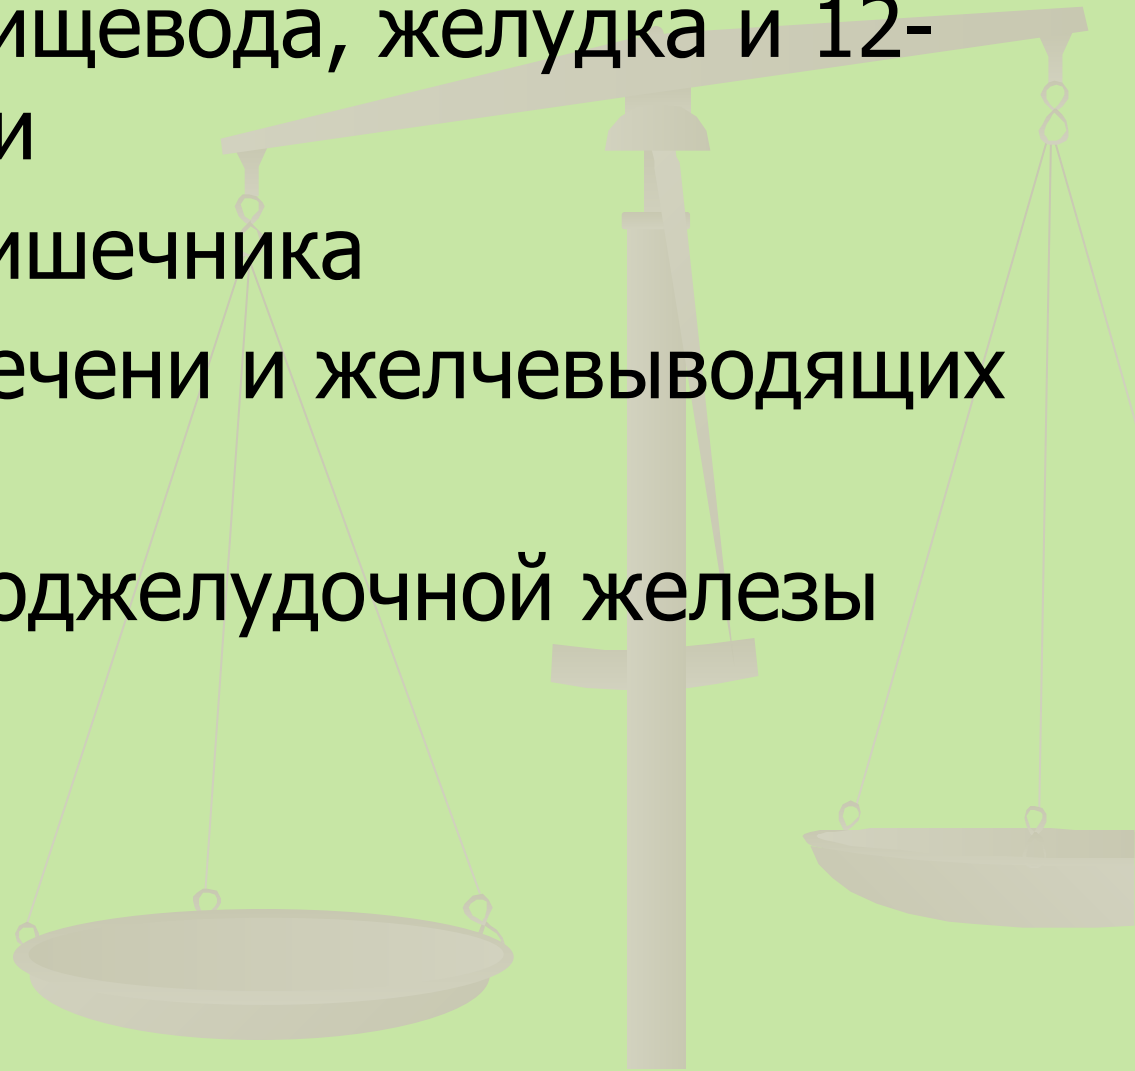 ищевода, желудка и 12-
и
ишечника
ечени и желчевыводящих
оджелудочной железы